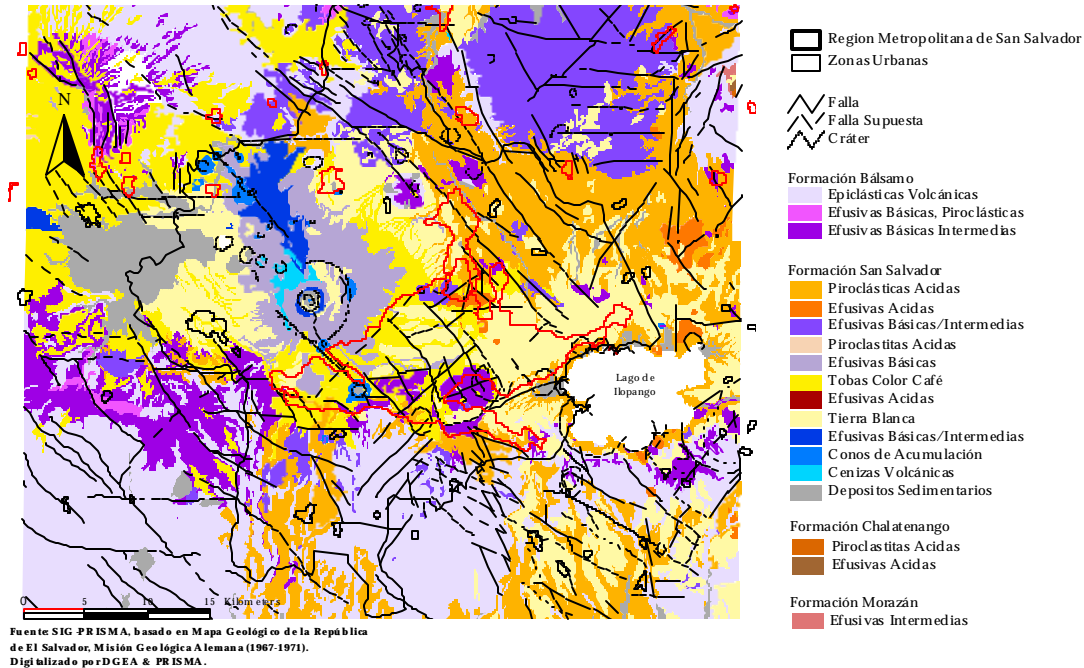 N
Lago de
Ilopango
0 5 10 15 Kilometers
Fuente SIG-PRISMA, basado en Mapa Geológico de la República
de El Salvador, Misión Geológica Alemana (1967-1971).
Digitalizado por DGEA & PRISMA.
Region Metropolitana de San Salvador
Zonas Urbanas
Falla
Falla Supuesta
Cráter
Formación Bálsamo
Epiclásticas Volcánicas
Efusivas Básicas, Piroclásticas
Efusivas Básicas Intermedias
Formación San Salvador
Piroclásticas Acidas
Efusivas Acidas
Efusivas Básicas/Intermedias
Piroclastitas Acidas
Efusivas Básicas
Tobas Color Café
Efusivas Acidas
Tierra Blanca
Efusivas Básicas/Intermedias
Conos de Acumulación
Cenizas Volcánicas
Depositos Sedimentarios
Formación Chalatenango
Piroclastitas Acidas
Efusivas Acidas
Formación Morazán
Efusivas Intermedias